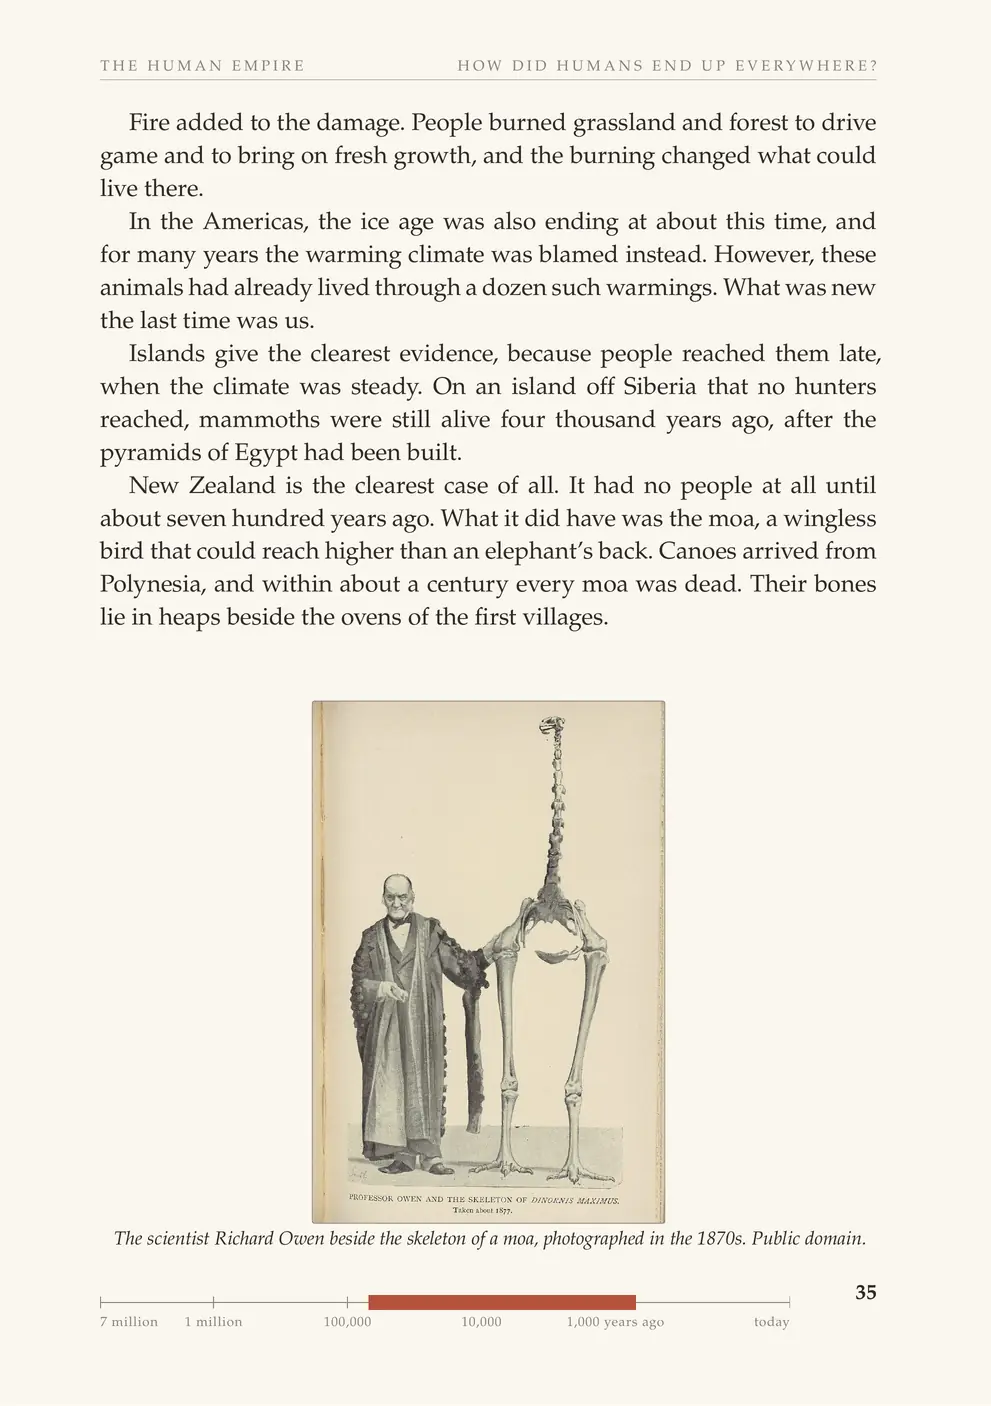 THE HUMAN EMPIRE
HOW DID HUMANS END UP EVERYWHERE?
Fire added to the damage. People burned grassland and forest to drive
game and to bring on fresh growth, and the burning changed what could
live there.
In the Americas, the ice age was also ending at about this time, and
for many years the warming climate was blamed instead. However, these
animals had already lived through a dozen such warmings. What was new
the last time was us.
Islands give the clearest evidence, because people reached them late,
when the climate was steady. On an island off Siberia that no hunters
reached, mammoths were still alive four thousand years ago, after the
pyramids of Egypt had been built.
New Zealand is the clearest case of all. It had no people at all until
about seven hundred years ago. What it did have was the moa, a wingless
bird that could reach higher than an elephant’s back. Canoes arrived from
Polynesia, and within about a century every moa was dead. Their bones
lie in heaps beside the ovens of the first villages.
PROFESSOR OWEN AND THE SKELETON OF DINORNIS MAXIMUS.
Taken about 1877.
The scientist Richard Owen beside the skeleton of a moa, photographed in the 1870s. Public domain.
35
7 million 1 million 100,000 10,000 1,000 years ago today